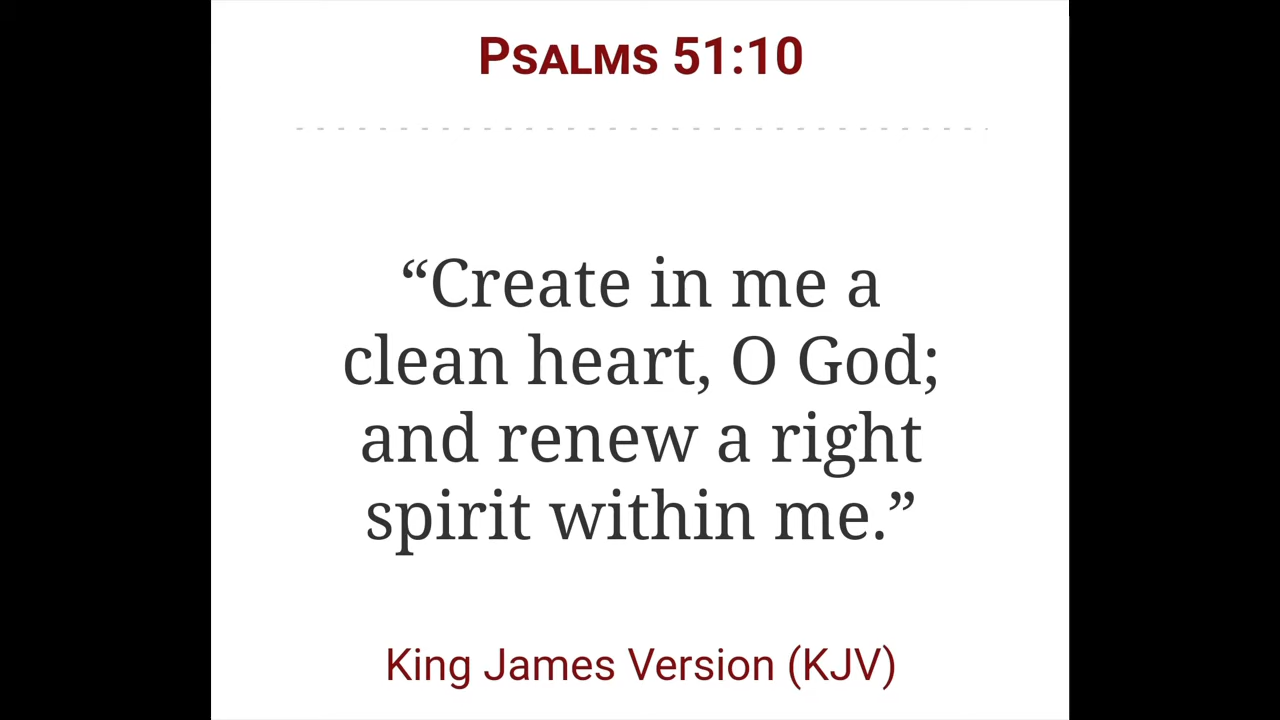 Psalms 51:10
“Create in me a
clean heart, O God;
and renew a right
spirit within me.”
King James Version (KJV)